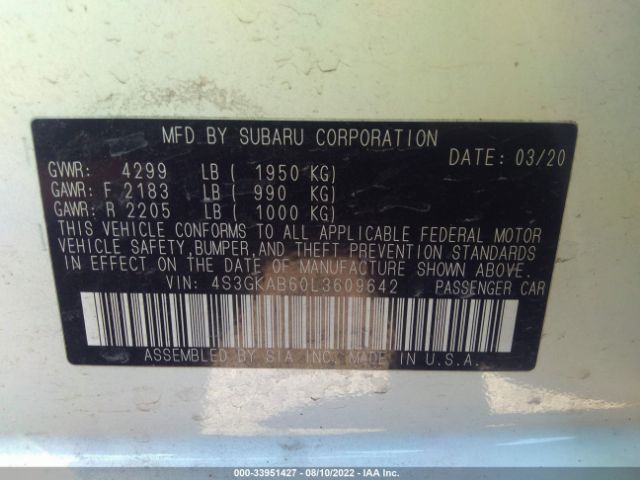 MFD BY SUBARU CORPORATION
DATE: 03/20
GVWR: 4299 LB ( 1950 KG)
GAWR: F 2183 LB ( 990 KG)
GAWR: R 2205 LB ( 1000 KG)
THIS VEHICLE CONFORMS TO ALL APPLICABLE FEDERAL MOTOR
VEHICLE SAFETY, BUMPER, AND THEFT PREVENTION STANDARDS
IN EFFECT ON THE DATE OF MANUFACTURE SHOWN ABOVE.
VIN: 4S3GKAB60L3609642 PASSENGER CAR
ASSEMBLED BY SIA INC. MADE IN U.S.A.
000-33951427 - 08/10/2022 - IAA Inc.